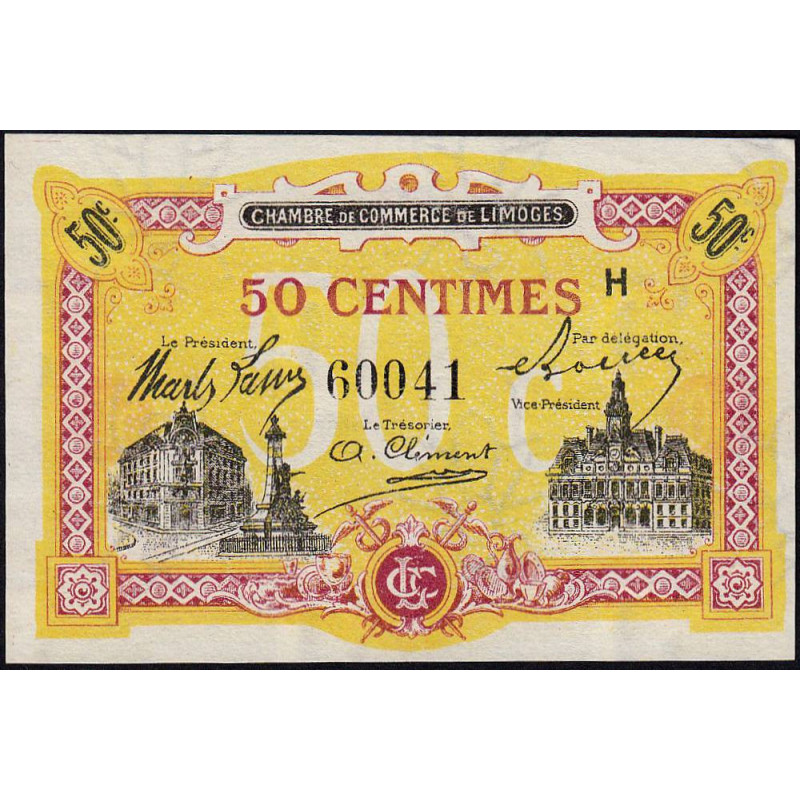 CHAMBRE DE COMMERCE DE LIMOGES
50c 50c
50 CENTIMES H
50 c
Le Président, Par délégation,
60041
Vice-Président
Le Trésorier,
A. Clément